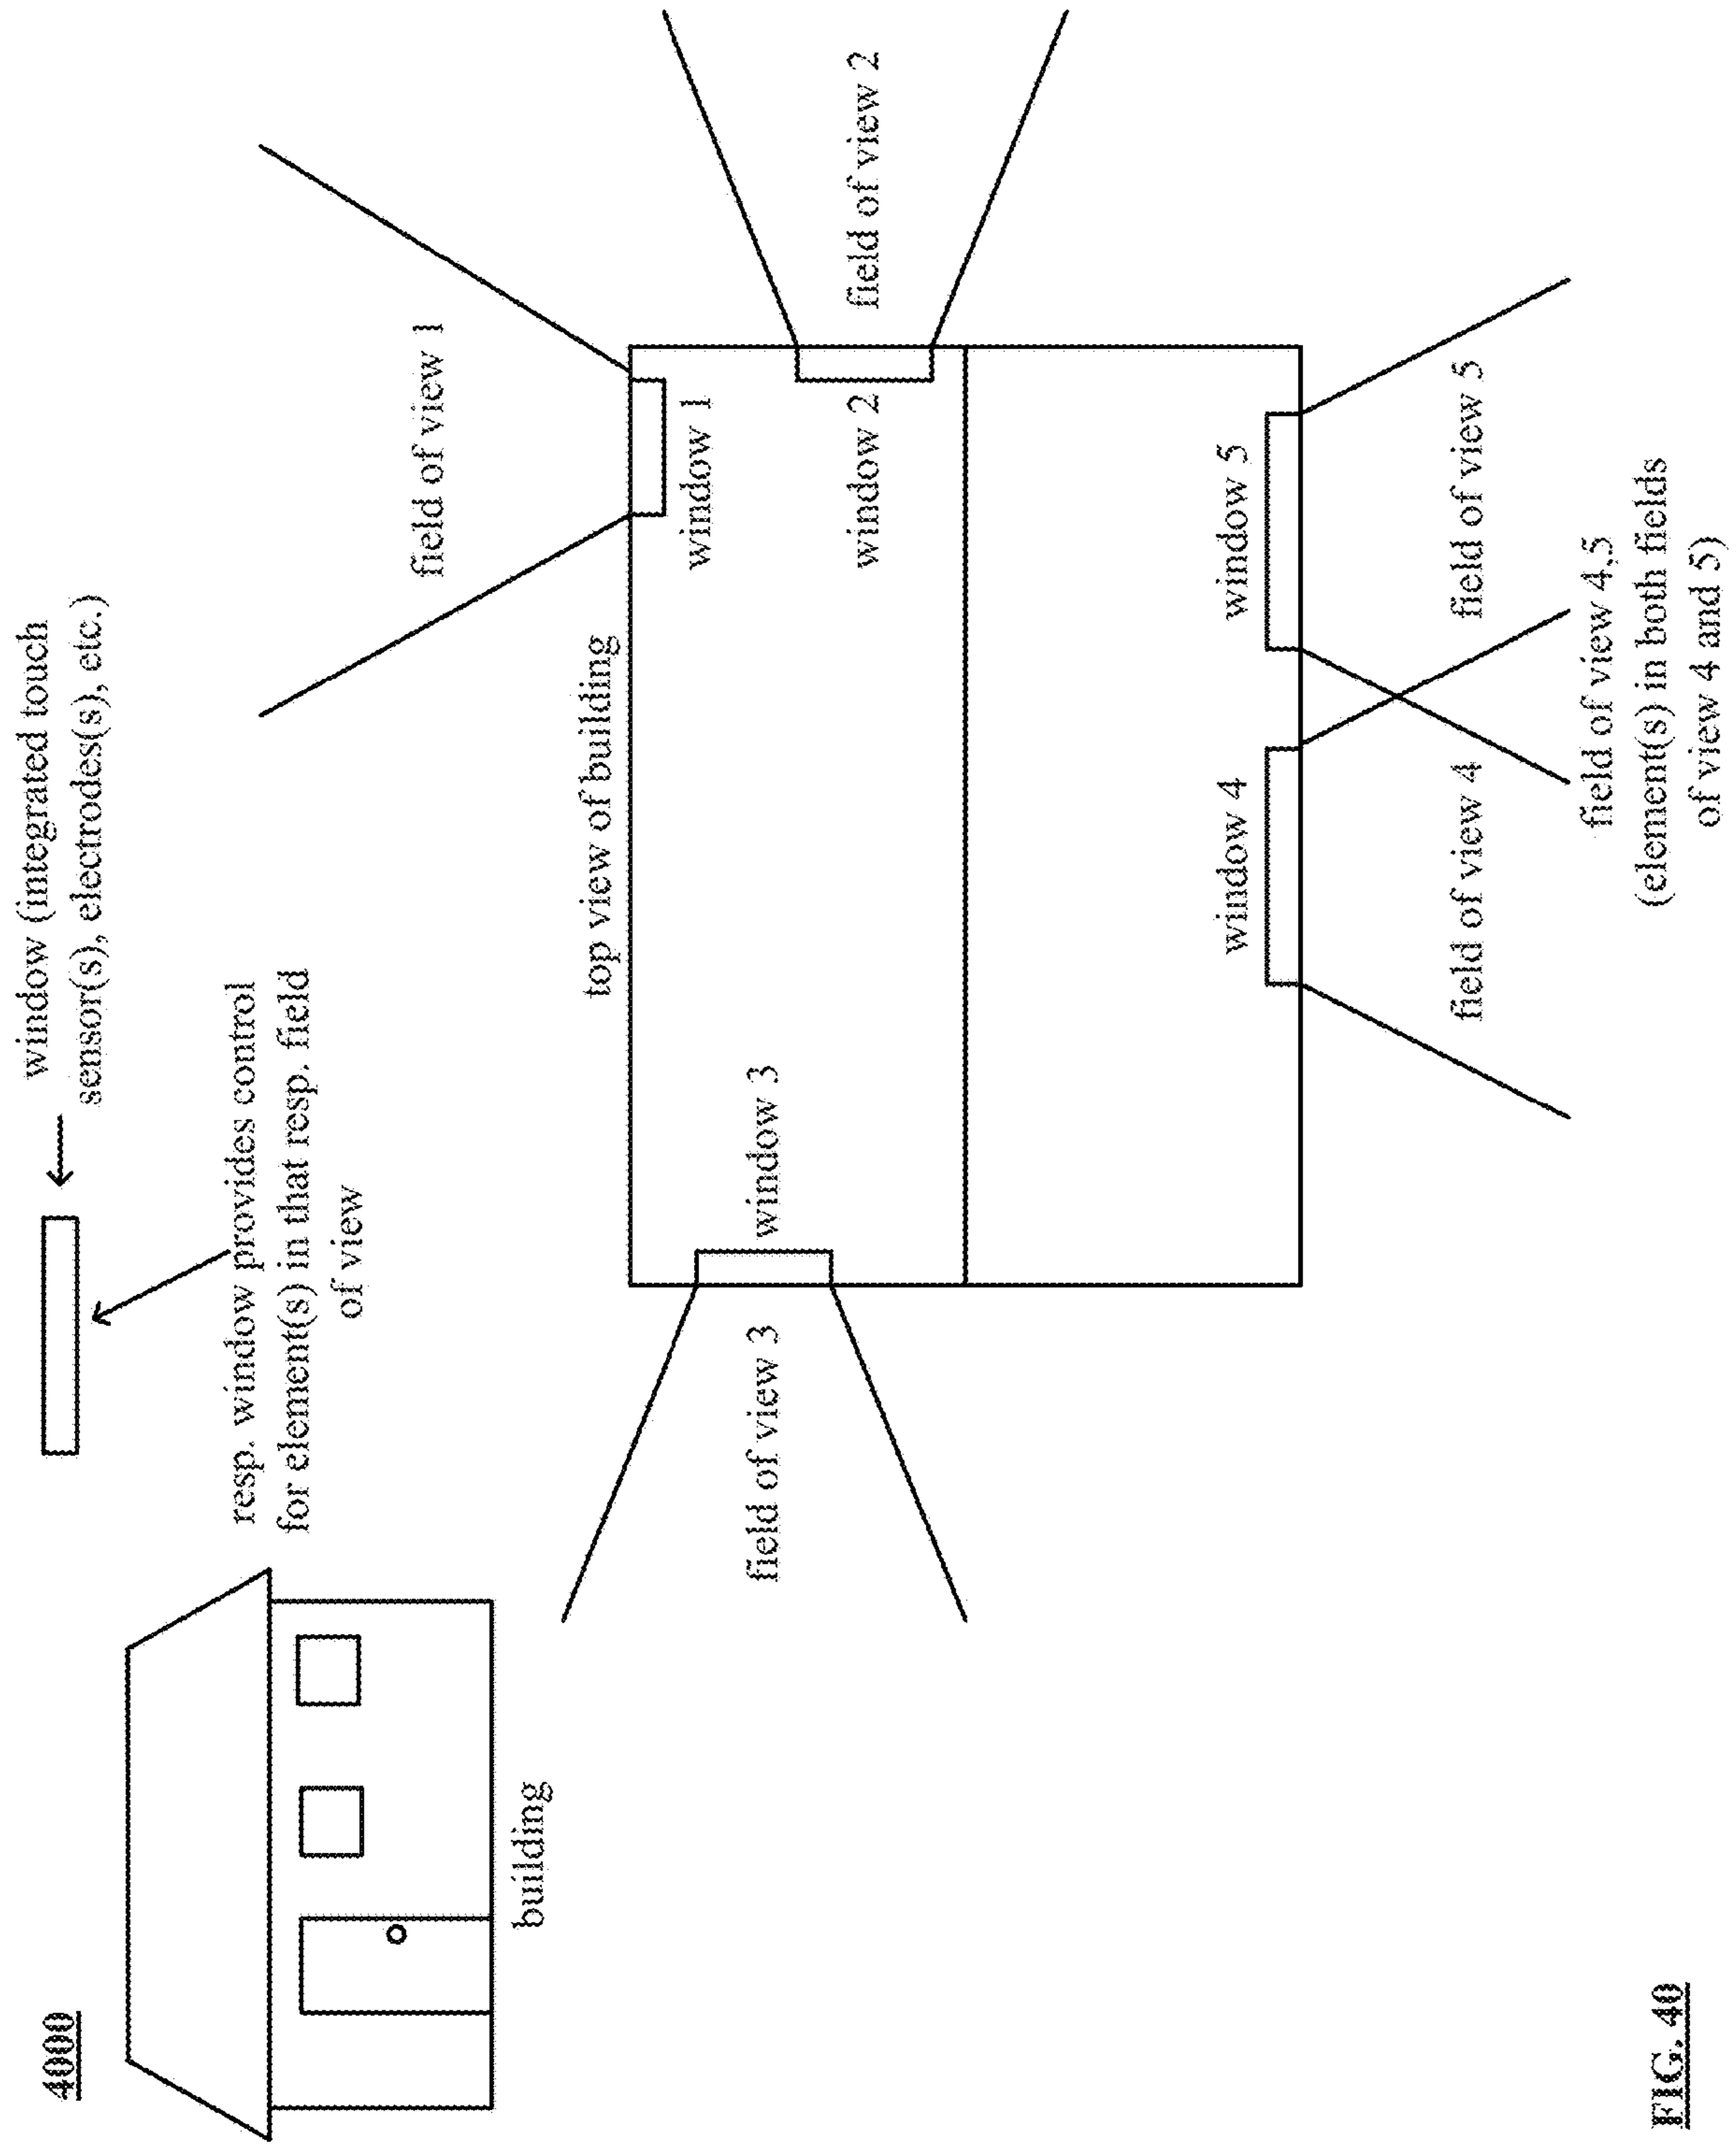 4000
window (integrated touch
sensor(s), electrodes(s), etc.)
resp. window provides control
for element(s) in that resp. field
of view
building
top view of building
field of view 1
window 1
field of view 2
window 2
field of view 3
window 3
window 4
window 5
field of view 4
field of view 5
field of view 4,5
(element(s) in both fields
of view 4 and 5)
FIG. 40